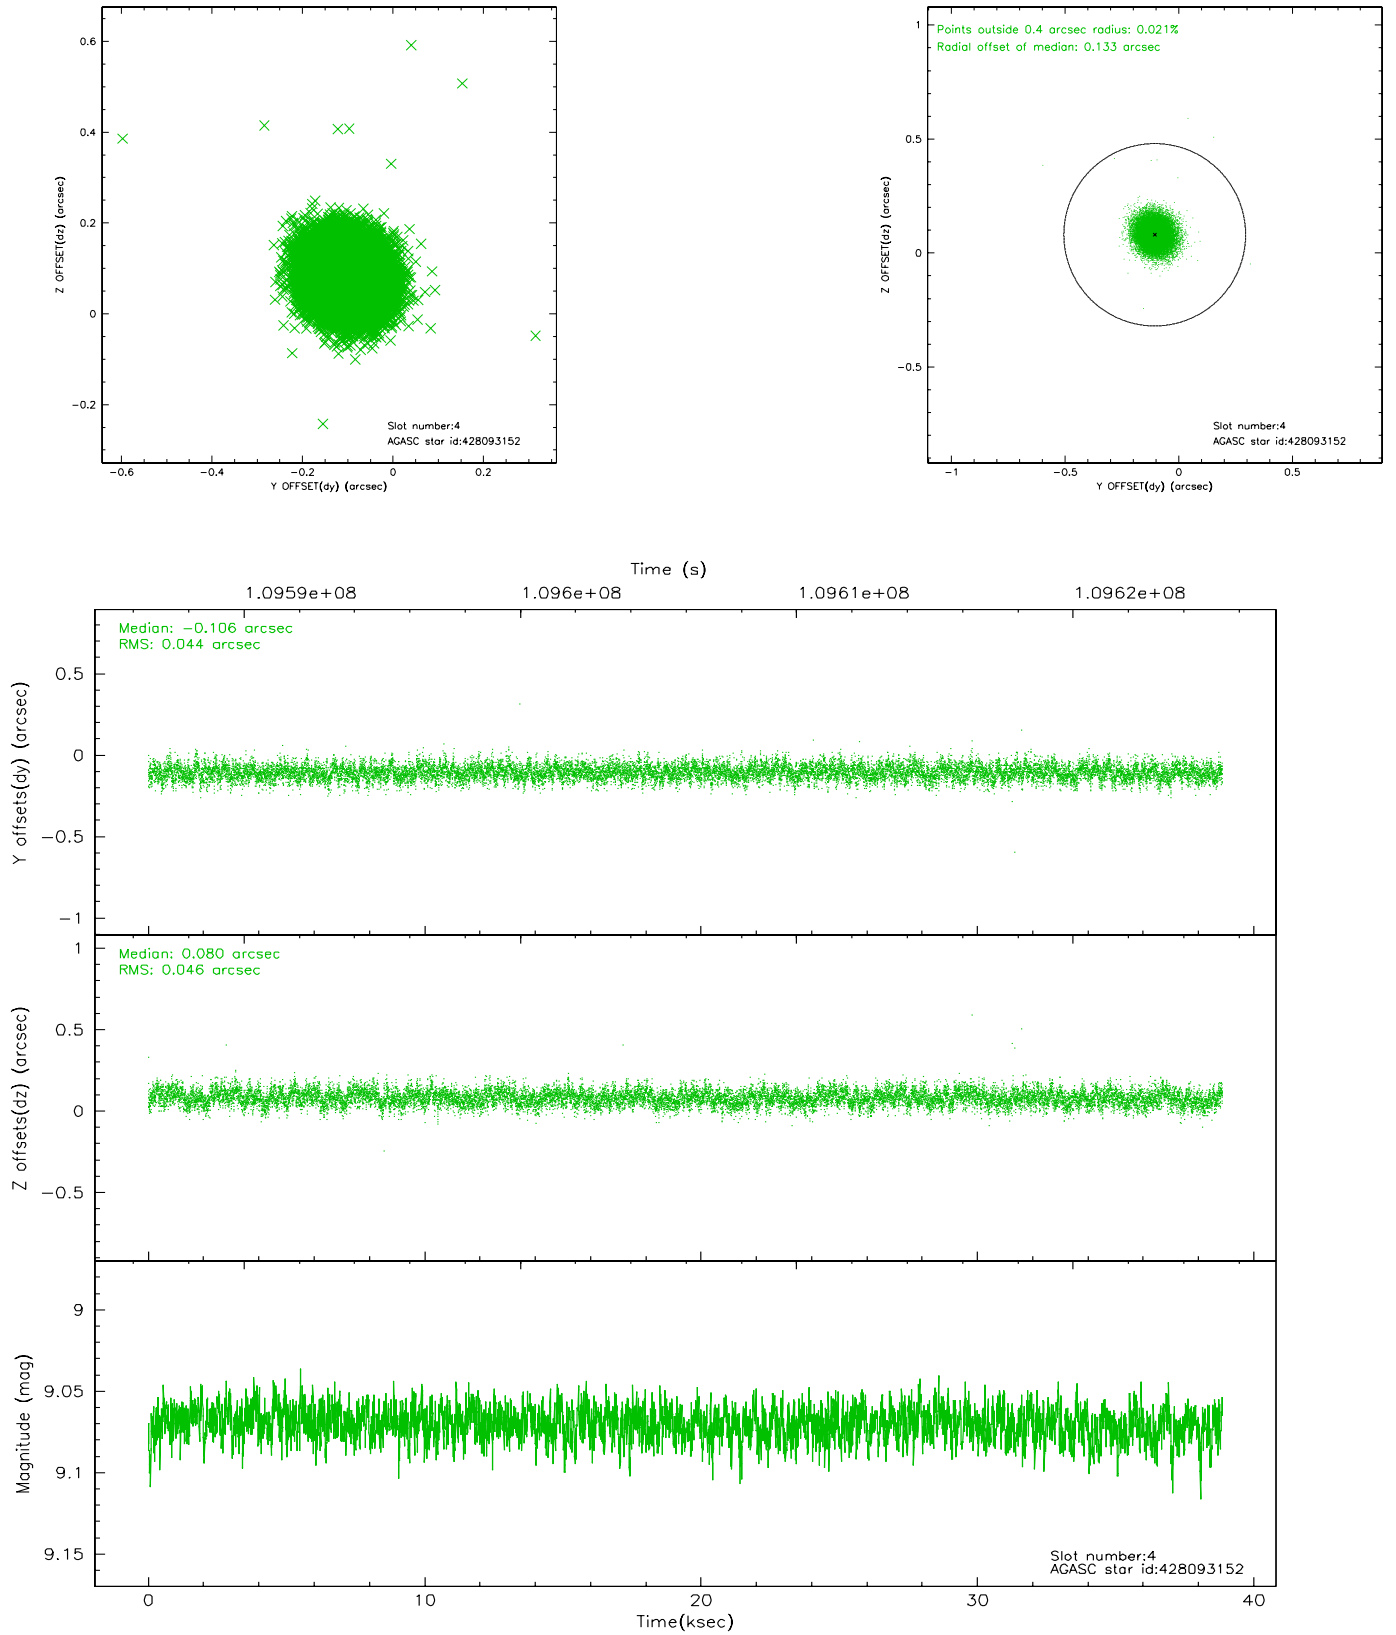 0.6
0.4
0.2
0
−0.2
Z OFFSET(dz) (arcsec)
Slot number:4
AGASC star id:428093152
−0.6 −0.4 −0.2 0 0.2
Y OFFSET(dy) (arcsec)
Points outside 0.4 arcsec radius: 0.021%
Radial offset of median: 0.133 arcsec
1
0.5
0
−0.5
Z OFFSET(dz) (arcsec)
Slot number:4
AGASC star id:428093152
−1 −0.5 0 0.5
Y OFFSET(dy) (arcsec)
Time (s)
1.0959e+08 1.096e+08 1.0961e+08 1.0962e+08
Median: −0.106 arcsec
RMS: 0.044 arcsec
0.5
0
−0.5
−1
Y offsets(dy) (arcsec)
Median: 0.080 arcsec
RMS: 0.046 arcsec
1
0.5
0
−0.5
Z offsets(dz) (arcsec)
9
9.05
9.1
9.15
Magnitude (mag)
Slot number:4
AGASC star id:428093152
0 10 20 30 40
Time(ksec)